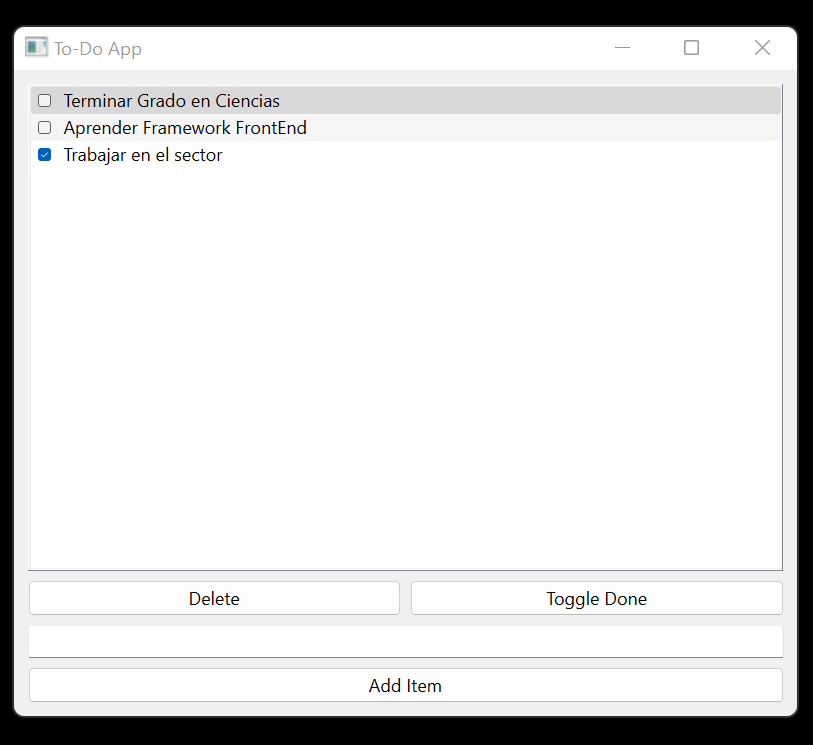 To-Do App
Terminar Grado en Ciencias
Aprender Framework FrontEnd
Trabajar en el sector
Delete Toggle Done
Add Item